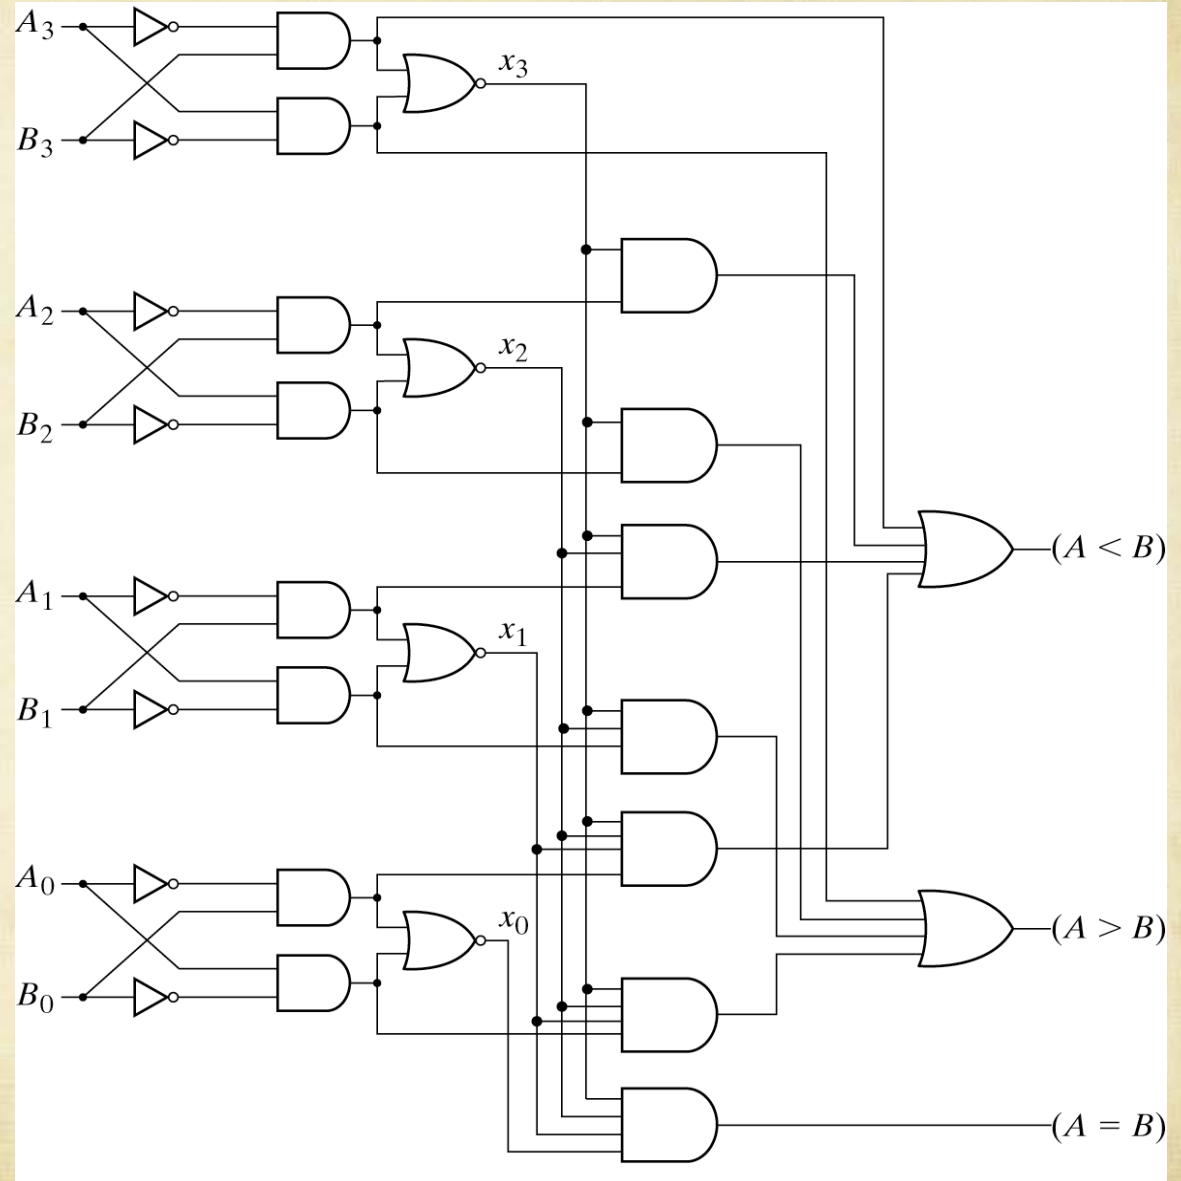 A₃
x₃
B₃
A₂
x₂
B₂
(A < B)
A₁
x₁
B₁
A₀
x₀
(A > B)
B₀
(A = B)